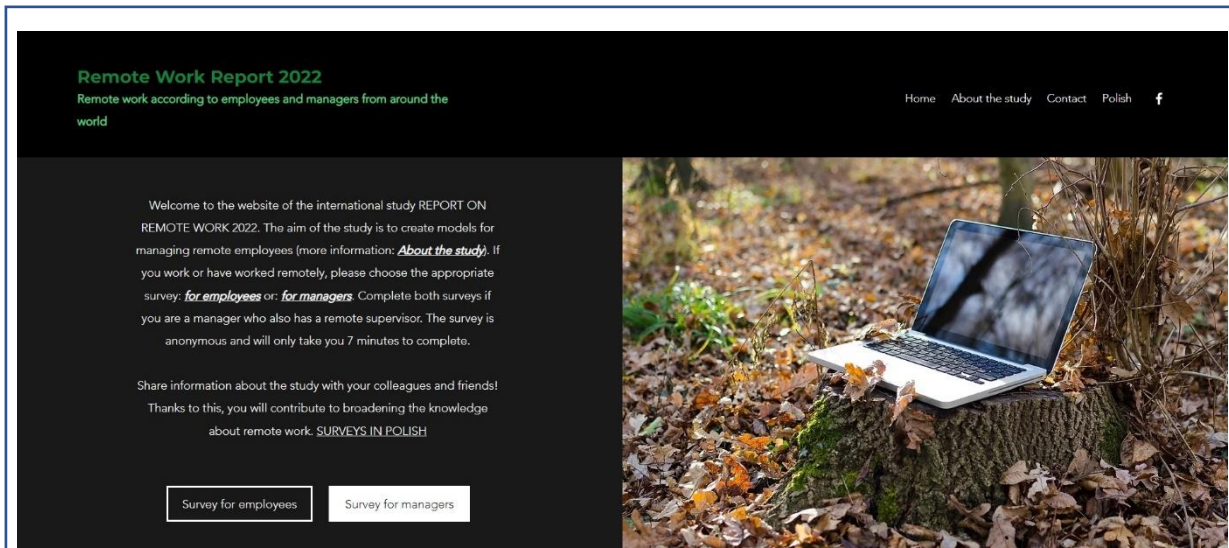 Remote Work Report 2022
Remote work according to employees and managers from around the
world
Home About the study Contact Polish f
Welcome to the website of the international study REPORT ON
REMOTE WORK 2022. The aim of the study is to create models for
managing remote employees (more information: About the study). If
you work or have worked remotely, please choose the appropriate
survey: for employees or: for managers. Complete both surveys if
you are a manager who also has a remote supervisor. The survey is
anonymous and will only take you 7 minutes to complete.
Share information about the study with your colleagues and friends!
Thanks to this, you will contribute to broadening the knowledge
about remote work. SURVEYS IN POLISH
Survey for employees Survey for managers